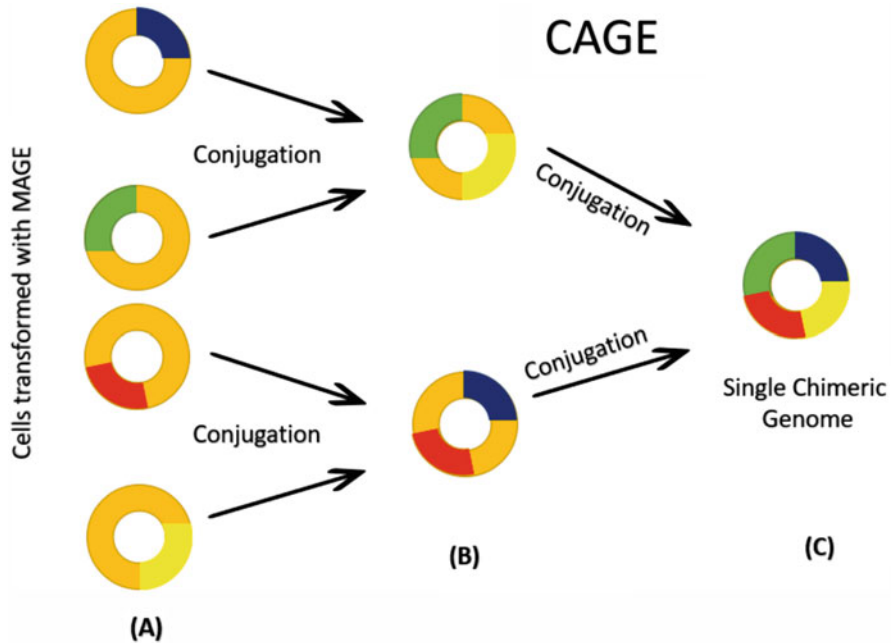 CAGE
Cells transformed with MAGE
Conjugation
Conjugation
Conjugation
Conjugation
Single Chimeric
Genome
(A)
(B)
(C)